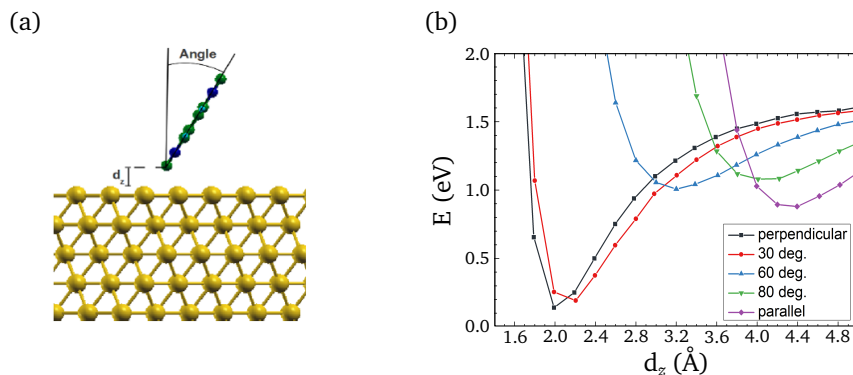 (a)
Angle
d_z
(b)
E (eV)
2.0
1.5
1.0
0.5
0.0
perpendicular
30 deg.
60 deg.
80 deg.
parallel
1.6 2.0 2.4 2.8 3.2 3.6 4.0 4.4 4.8
d_z (Å)